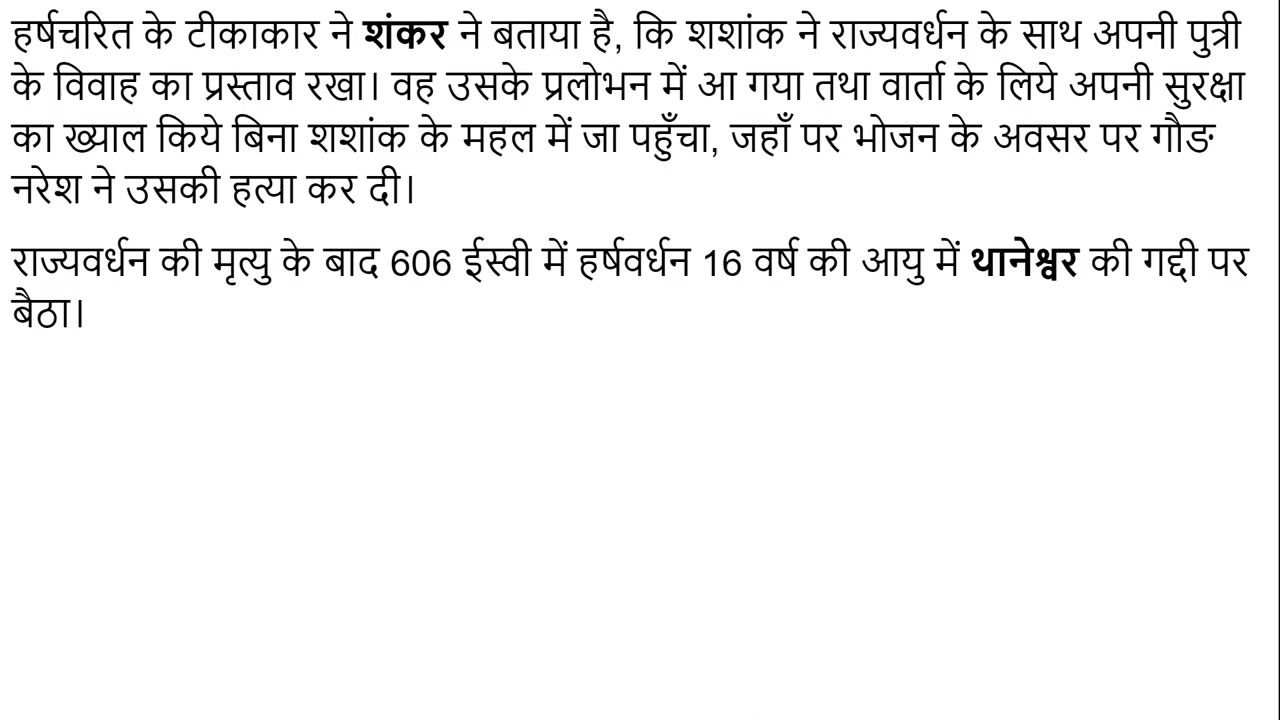 हर्षचरित के टीकाकार ने शंकर ने बताया है, कि शशांक ने राज्यवर्धन के साथ अपनी पुत्री
के विवाह का प्रस्ताव रखा। वह उसके प्रलोभन में आ गया तथा वार्ता के लिये अपनी सुरक्षा
का ख्याल किये बिना शशांक के महल में जा पहुँचा, जहाँ पर भोजन के अवसर पर गौङ
नरेश ने उसकी हत्या कर दी।
राज्यवर्धन की मृत्यु के बाद 606 ईस्वी में हर्षवर्धन 16 वर्ष की आयु में थानेश्वर की गद्दी पर
बैठा।